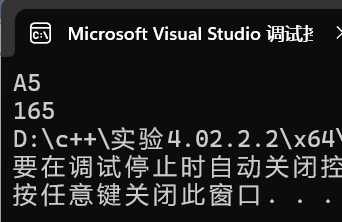 Microsoft Visual Studio 调试
A5
165
D:\c++\实验4.02.2.2\x64\
要在调试停止时自动关闭控
按任意键关闭此窗口. . .